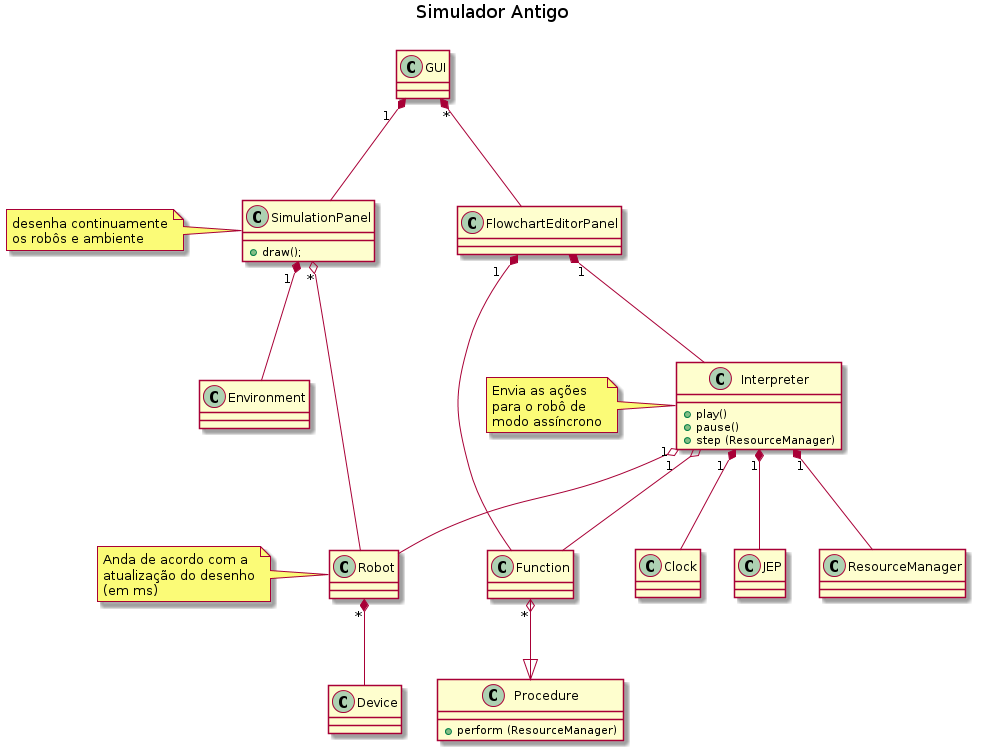 Simulador Antigo
C GUI
1
*
desenha continuamente
os robôs e ambiente
C SimulationPanel
draw();
C FlowchartEditorPanel
1
*
1
1
C Environment
Envia as ações
para o robô de
modo assíncrono
C Interpreter
play()
pause()
step (ResourceManager)
1
1
1
1
1
Anda de acordo com a
atualização do desenho
(em ms)
C Robot
C Function
C Clock
C JEP
C ResourceManager
*
*
C Device
C Procedure
perform (ResourceManager)